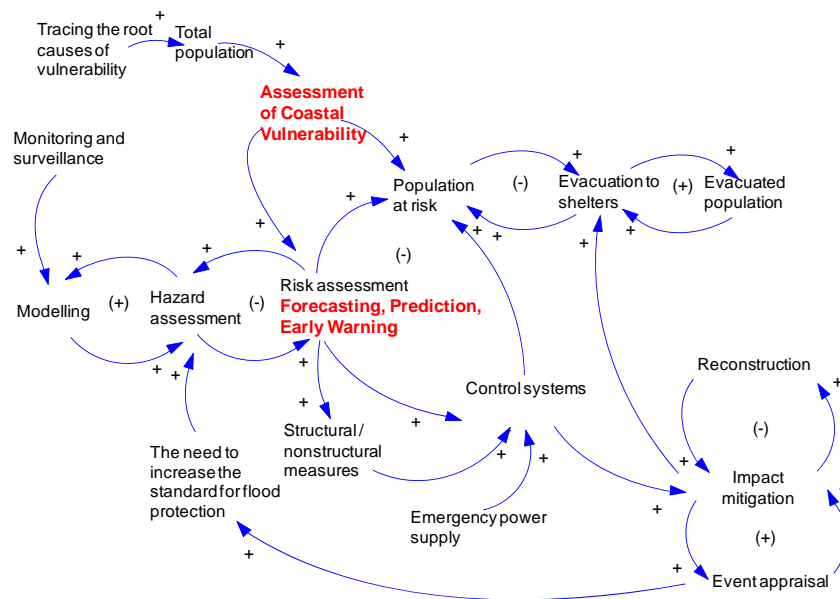 +
Tracing the root
causes of
vulnerability
Total
population
+
Assessment
of Coastal
Vulnerability
+
Monitoring and
surveillance
+
+
Population
at risk
(-)
Evacuation to
shelters
(+)
+
Evacuated
population
+
+
+
+
+
+
+
+
(-)
+
+
+
Modelling
(+)
Hazard
assessment
(-)
Risk assessment
Forecasting, Prediction,
Early Warning
+
+
+
+
Control systems
Reconstruction
+
+
+
Structural /
nonstructural
measures
(-)
The need to
increase the
standard for flood
protection
+
+
+
Impact
mitigation
Emergency power
supply
+
(+)
+
+
Event appraisal